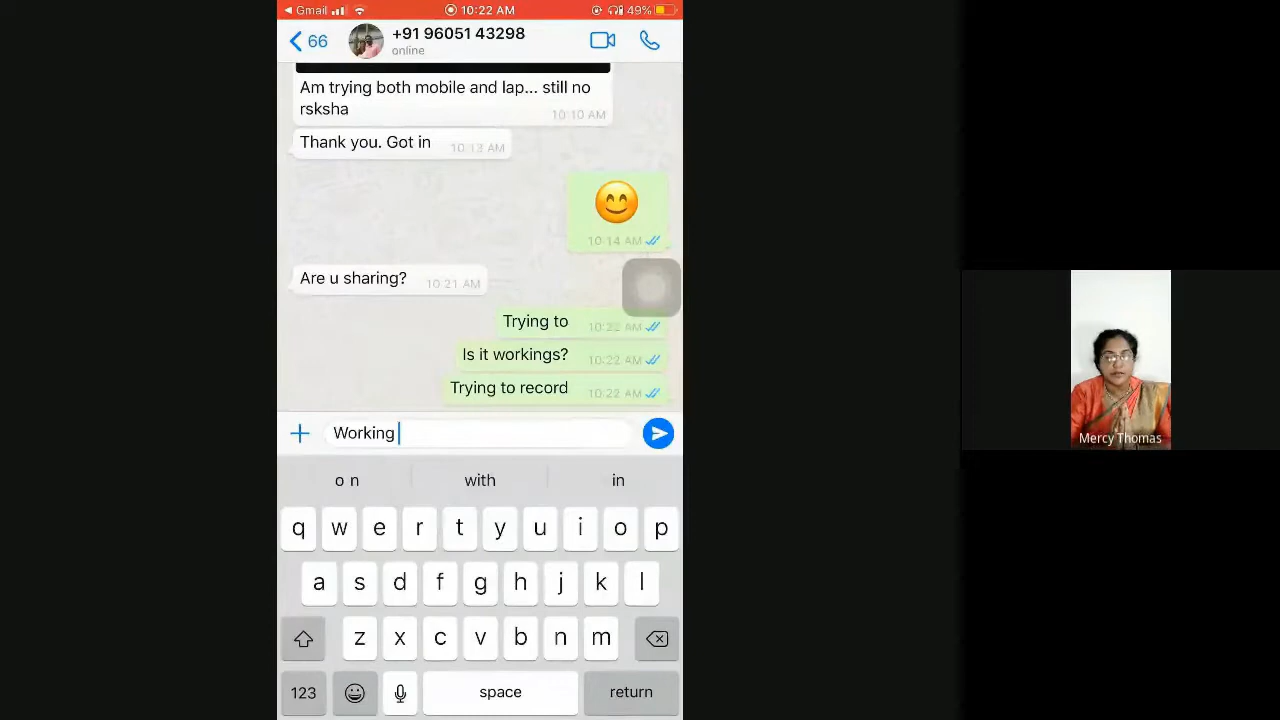 ◀ Gmail 10:22 AM 49%
66 +91 96051 43298
online
Am trying both mobile and lap... still no
rsksha
10:10 AM
Thank you. Got in 10:13 AM
😊
10:14 AM
Are u sharing? 10:21 AM
Trying to 10:22 AM
Is it workings? 10:22 AM
Trying to record 10:22 AM
Working
o n with in
q w e r t y u i o p
a s d f g h j k l
z x c v b n m
123 space return
Mercy Thomas